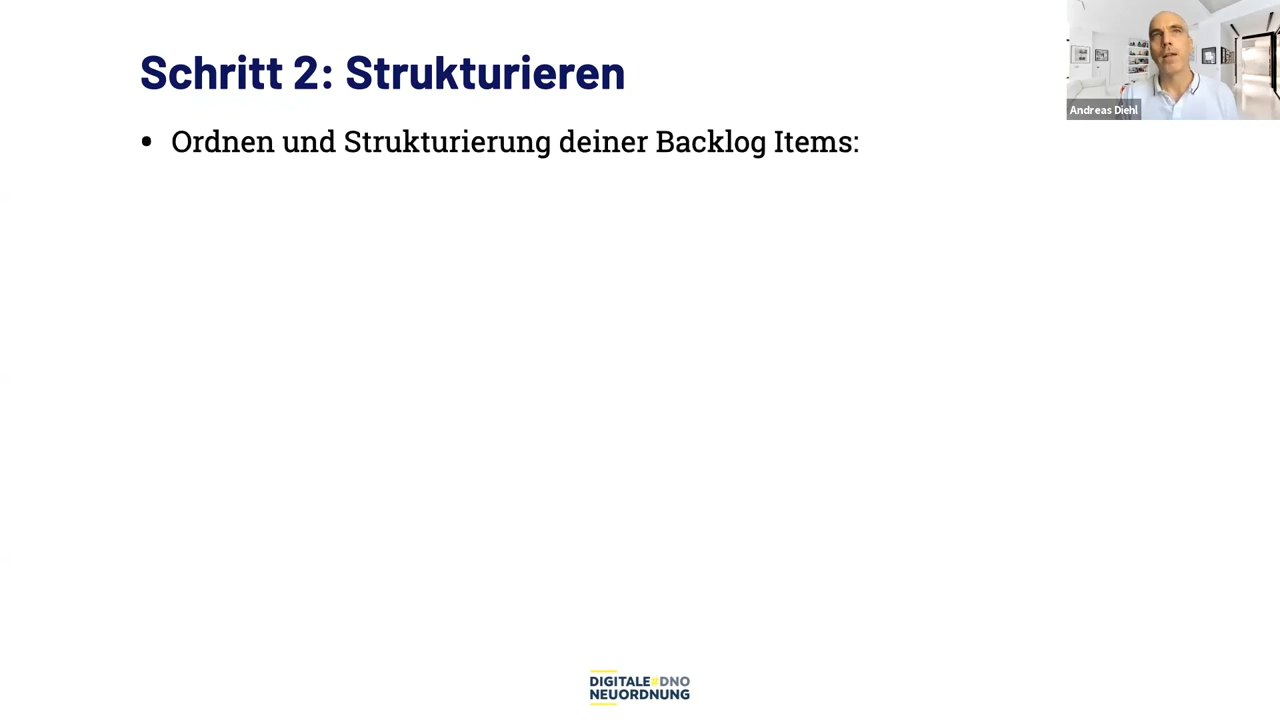 Schritt 2: Strukturieren
Andreas Diehl
• Ordnen und Strukturierung deiner Backlog Items:
DIGITALE#DNO
NEUORDNUNG